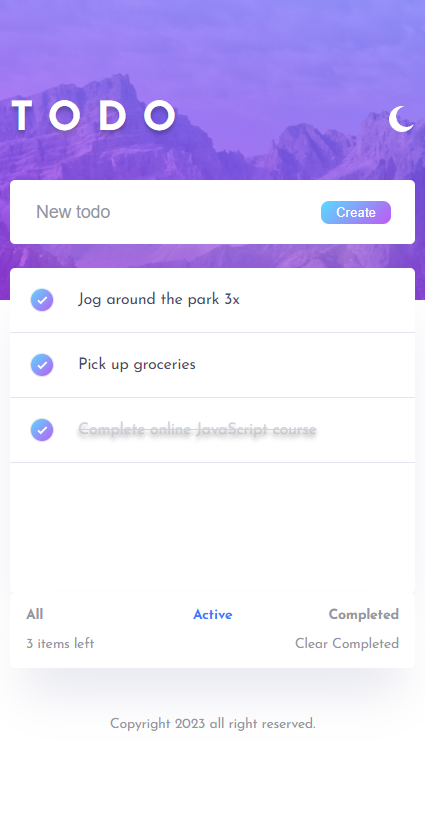 TODO
New todo
Create
Jog around the park 3x
Pick up groceries
Complete online JavaScript course
All Active Completed
3 items left Clear Completed
Copyright 2023 all right reserved.